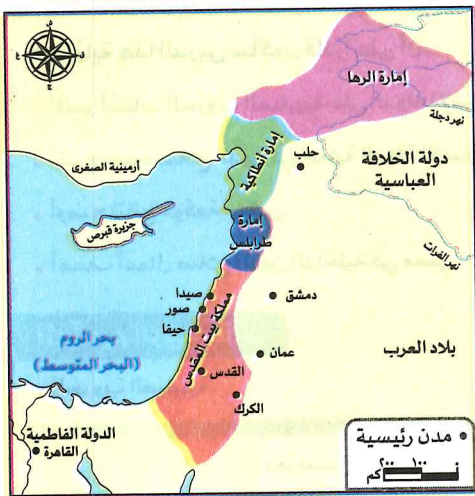 ش
ق
غ
ج
إمارة الرها
نهر دجلة
أرمينية الصغرى
إمارة أنطاكية
حلب
دولة الخلافة
العباسية
جزيرة قبرص
إمارة
طرابلس
نهر الفرات
صيدا
صور
حيفا
مملكة بيت المقدس
دمشق
بحر الروم
(البحر المتوسط)
القدس
عمان
بلاد العرب
الكرك
الدولة الفاطمية
القاهرة
مدن رئيسية
٢٠٠ ١٠٠
كم